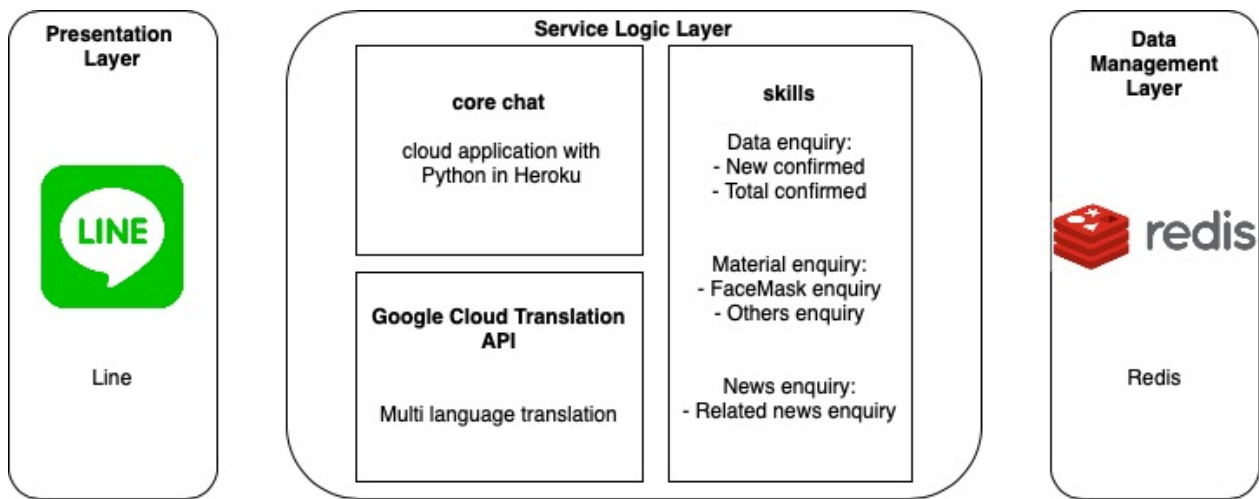 Presentation
Layer
LINE
Line
Service Logic Layer
core chat
cloud application with
Python in Heroku
Google Cloud Translation
API
Multi language translation
skills
Data enquiry:
- New confirmed
- Total confirmed
Material enquiry:
- FaceMask enquiry
- Others enquiry
News enquiry:
- Related news enquiry
Data
Management
Layer
redis
Redis